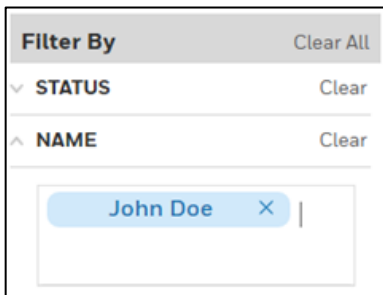 Filter By Clear All
STATUS Clear
NAME Clear
John Doe ×